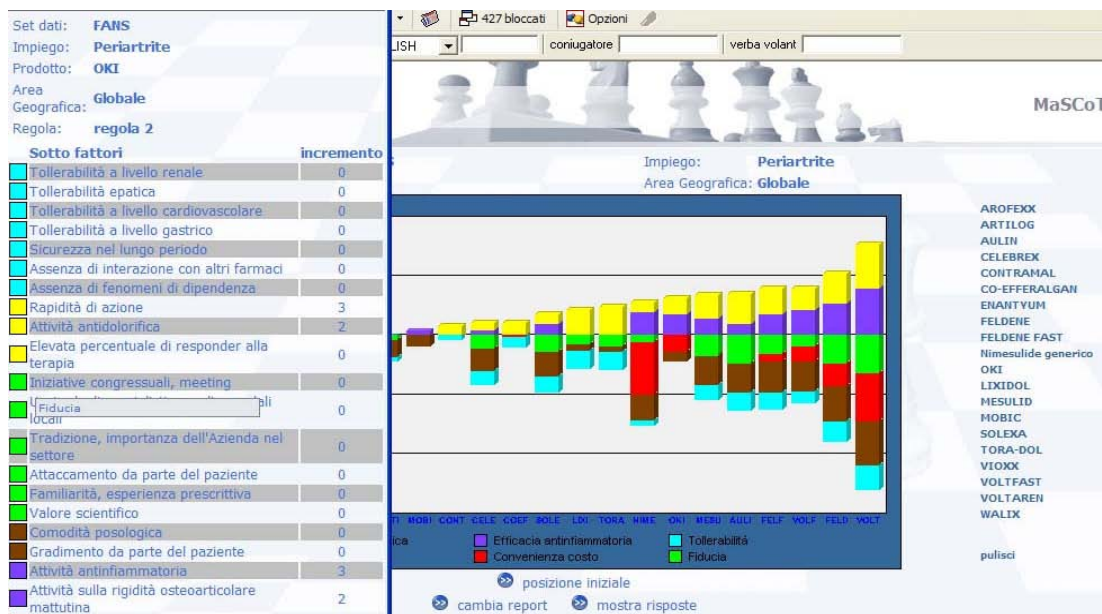 Set dati: FANS
Impiego: Periartrite
Prodotto: OKI
Area
Geografica: Globale
Regola: regola 2
Sotto fattori incremento
Tollerabilità a livello renale 0
Tollerabilità epatica 0
Tollerabilità a livello cardiovascolare 0
Tollerabilità a livello gastrico 0
Sicurezza nel lungo periodo 0
Assenza di interazione con altri farmaci 0
Assenza di fenomeni di dipendenza 0
Rapidità di azione 3
Attività antidolorifica 2
Elevata percentuale di responder alla
terapia 0
Iniziative congressuali, meeting 0
Fiducia
locali 0
Tradizione, importanza dell'Azienda nel
settore 0
Attaccamento da parte del paziente 0
Familiarità, esperienza prescrittiva 0
Valore scientifico 0
Comodità posologica 0
Gradimento da parte del paziente 0
Attività antinfiammatoria 3
Attività sulla rigidità osteoarticolare
mattutina 2
427 bloccati Opzioni
LISH coniugatore verba volant
MaSCoT
Impiego: Periartrite
Area Geografica: Globale
MOBI CONT CELE COEF SOLE LIXI TORA NIME OKI MESU AULI FELF VOLF FELD VOLT
ica Efficacia antinfiammatoria Tollerabilità
Convenienza costo Fiducia
posizione iniziale
cambia report mostra risposte
AROFEXX
ARTILOG
AULIN
CELEBREX
CONTRAMAL
CO-EFFERALGAN
ENANTYUM
FELDENE
FELDENE FAST
Nimesulide generico
OKI
LIXIDOL
MESULID
MOBIC
SOLEXA
TORA-DOL
VIOXX
VOLTFAST
VOLTAREN
WALIX
pulisci